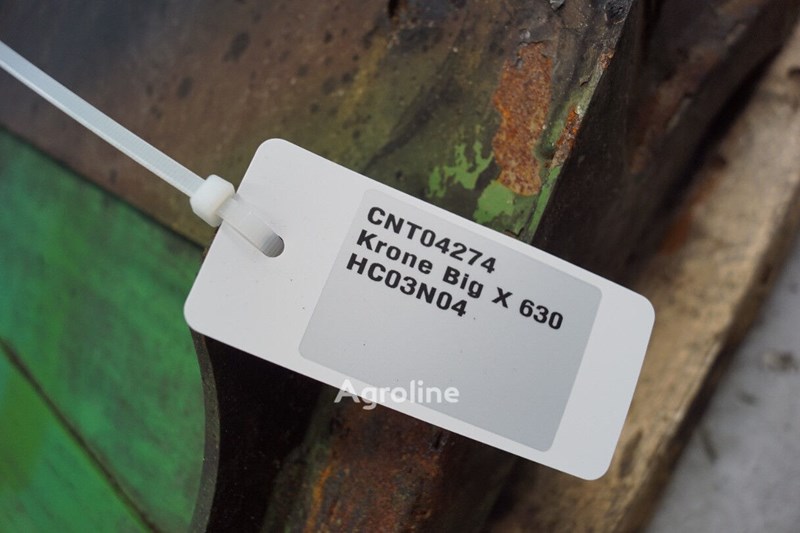 CNT04274
Krone Big X 630
HC03N04
Agroline